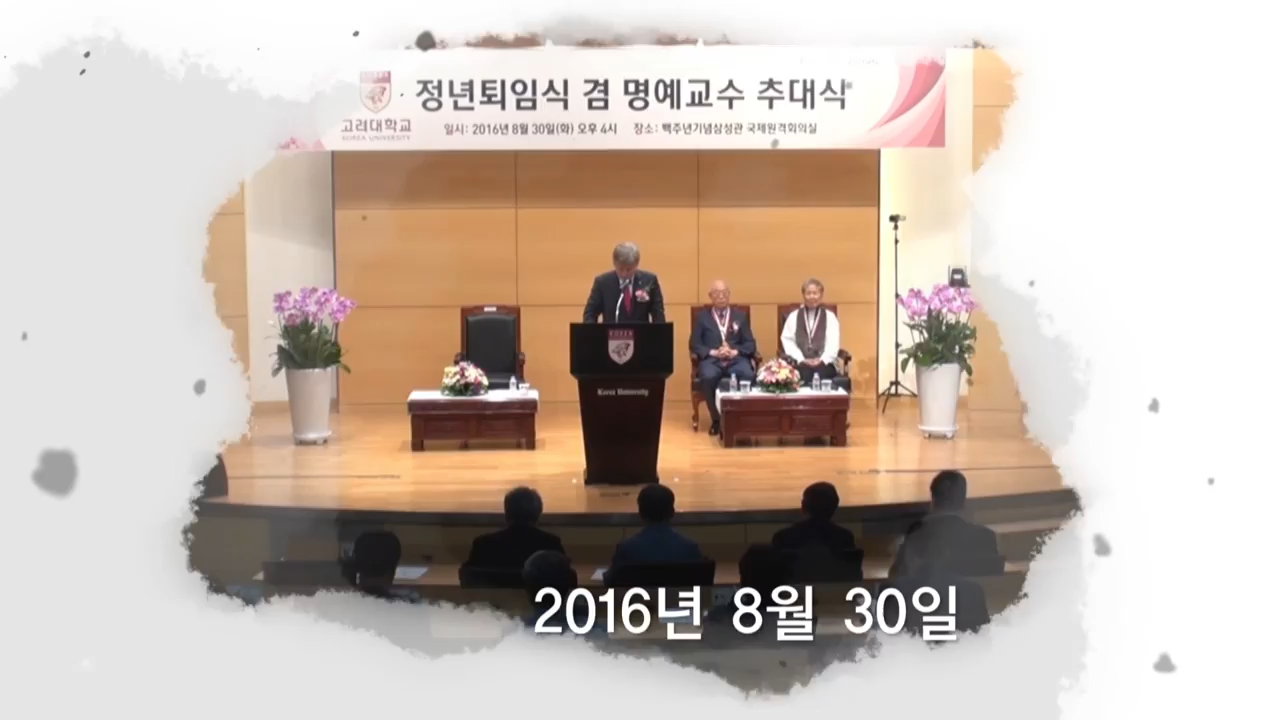 정년퇴임식 겸 명예교수 추대식
고려대학교
KOREA UNIVERSITY
일시: 2016년 8월 30일(화) 오후 4시 장소: 백주년기념삼성관 국제원격회의실
KOREA
Korea University
2016년 8월 30일